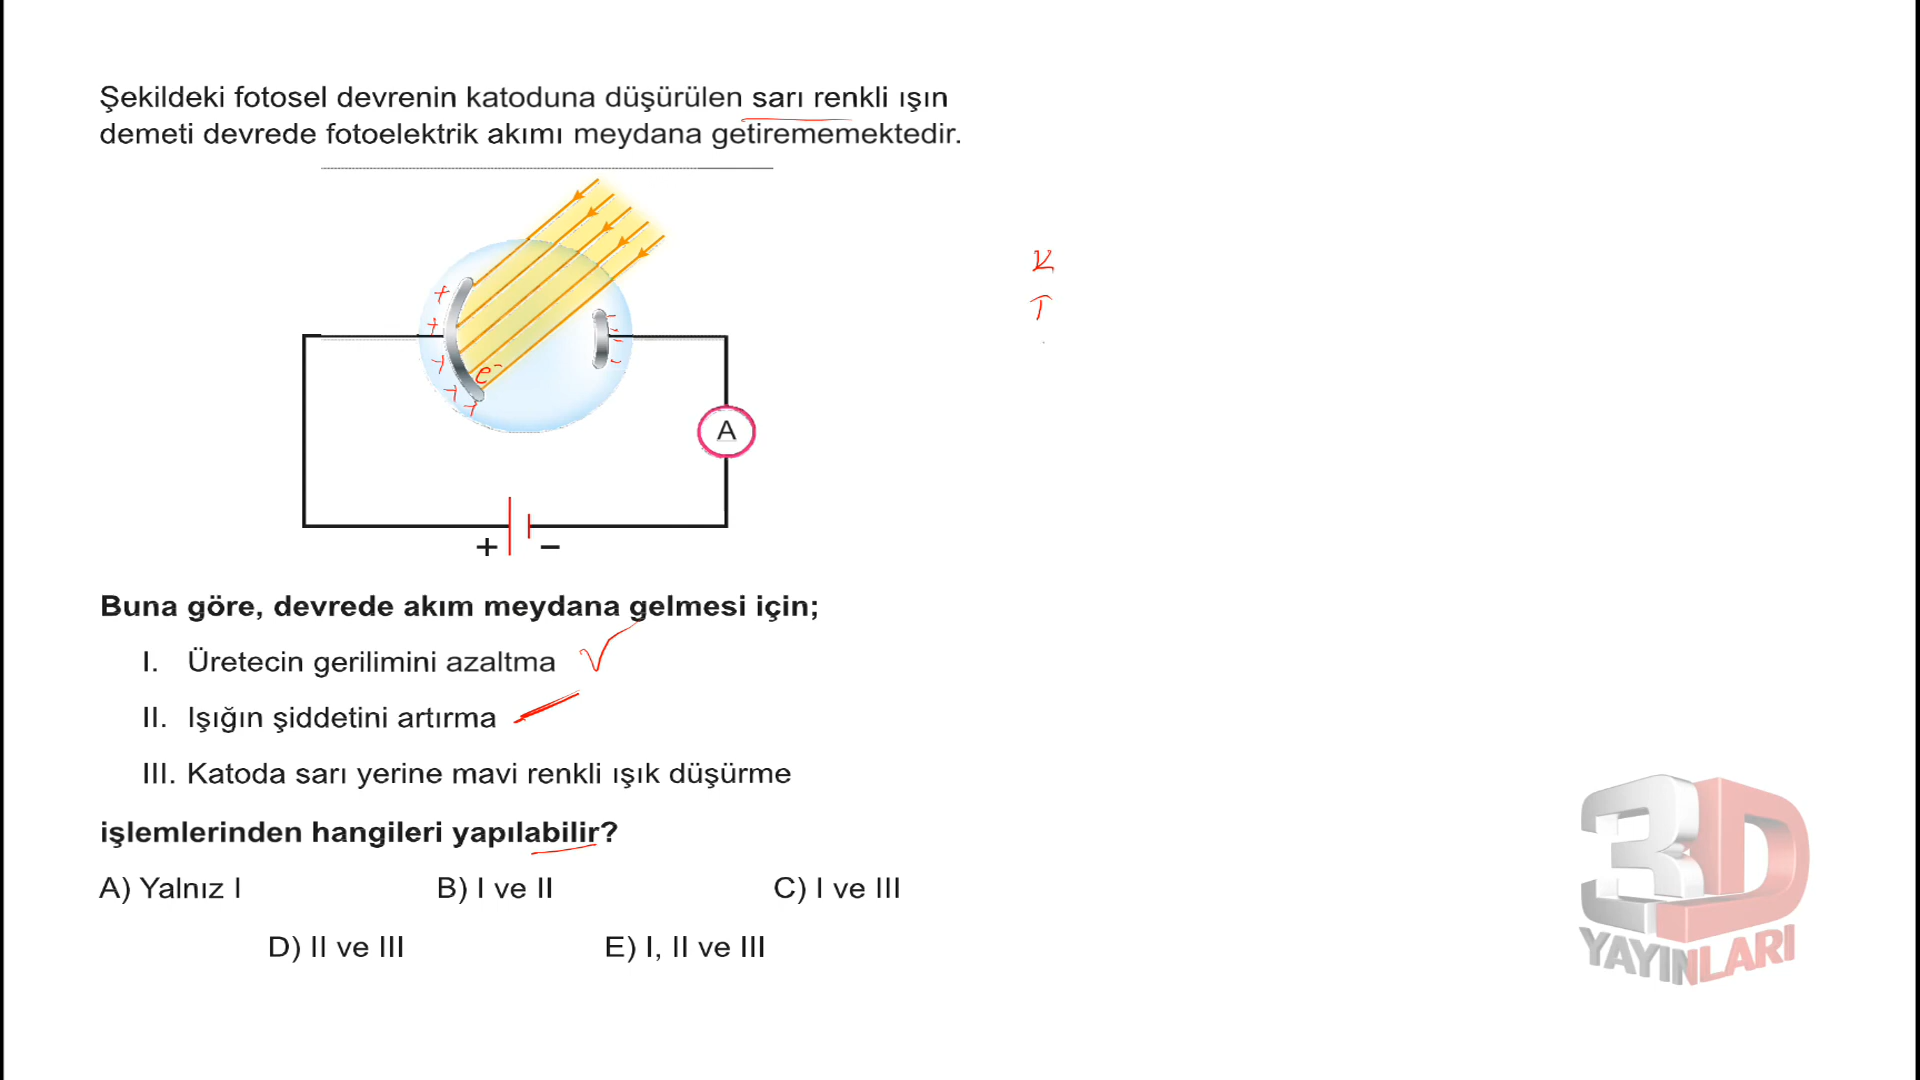 Şekildeki fotosel devrenin katoduna düşürülen sarı renkli ışın
demeti devrede fotoelektrik akımı meydana getirememektedir.
K
T
+
+
+
+
+
e-
A
+ −
Buna göre, devrede akım meydana gelmesi için;
I. Üretecin gerilimini azaltma
II. Işığın şiddetini artırma
III. Katoda sarı yerine mavi renkli ışık düşürme
işlemlerinden hangileri yapılabilir?
A) Yalnız I B) I ve II C) I ve III
D) II ve III E) I, II ve III
3D
YAYINLARI